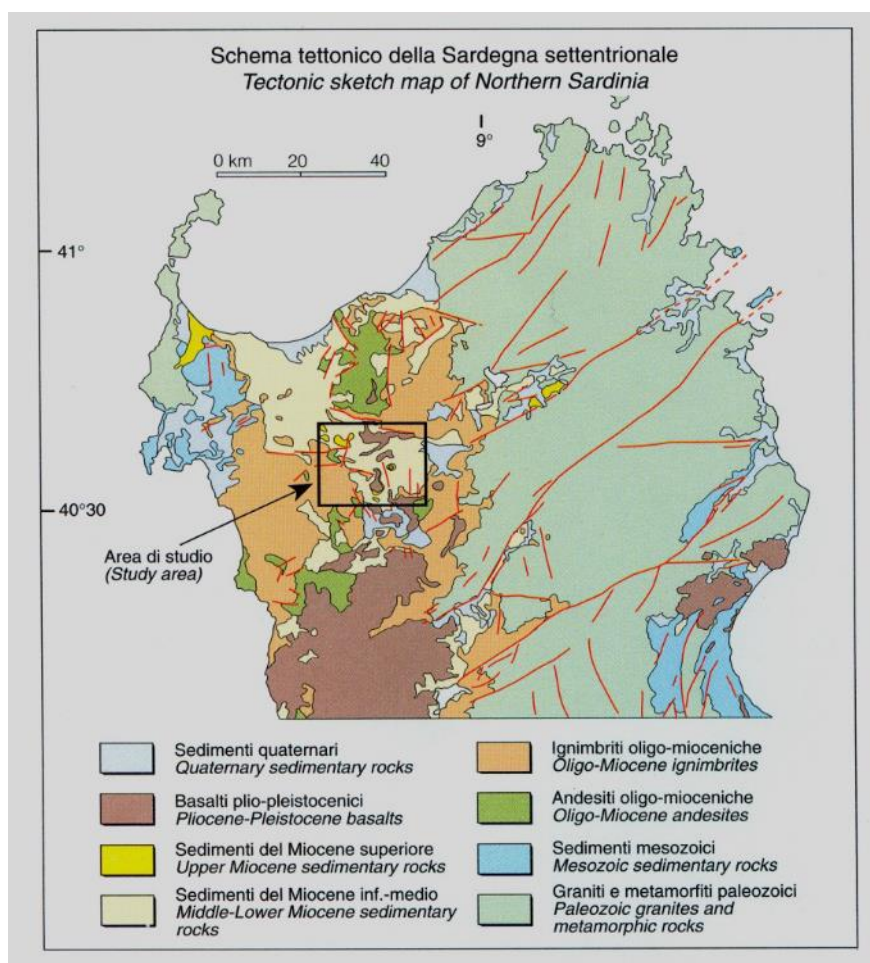 Schema tettonico della Sardegna settentrionale
Tectonic sketch map of Northern Sardinia
9°
0 km 20 40
41°
40°30
Area di studio
(Study area)
Sedimenti quaternari
Quaternary sedimentary rocks
Basalti plio-pleistocenici
Pliocene-Pleistocene basalts
Sedimenti del Miocene superiore
Upper Miocene sedimentary rocks
Sedimenti del Miocene inf.-medio
Middle-Lower Miocene sedimentary
rocks
Ignimbriti oligo-mioceniche
Oligo-Miocene ignimbrites
Andesiti oligo-mioceniche
Oligo-Miocene andesites
Sedimenti mesozoici
Mesozoic sedimentary rocks
Graniti e metamorfiti paleozoici
Paleozoic granites and
metamorphic rocks